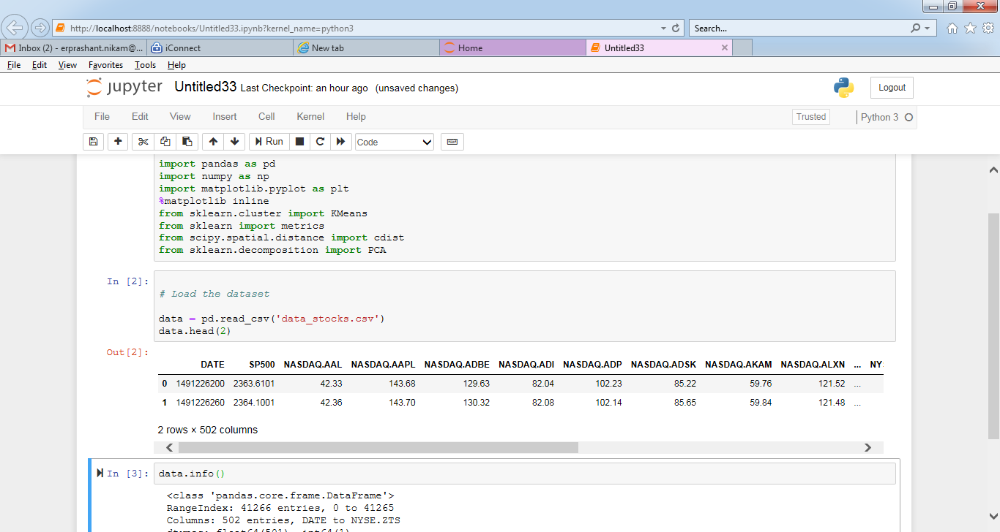 http://localhost:8888/notebooks/Untitled33.ipynb?kernel_name=python3
Search...
Inbox (2) - erprashant.nikam@...
iConnect
New tab
Home
Untitled33
File Edit View Favorites Tools Help
jupyter Untitled33 Last Checkpoint: an hour ago (unsaved changes)
Logout
File Edit View Insert Cell Kernel Help
Trusted
Python 3
Run
Code
import pandas as pd
import numpy as np
import matplotlib.pyplot as plt
%matplotlib inline
from sklearn.cluster import KMeans
from sklearn import metrics
from scipy.spatial.distance import cdist
from sklearn.decomposition import PCA
In [2]:
# Load the dataset
data = pd.read_csv('data_stocks.csv')
data.head(2)
Out[2]:
DATE SP500 NASDAQ.AAL NASDAQ.AAPL NASDAQ.ADBE NASDAQ.ADI NASDAQ.ADP NASDAQ.ADSK NASDAQ.AKAM NASDAQ.ALXN ... NY
0 1491226200 2363.6101 42.33 143.68 129.63 82.04 102.23 85.22 59.76 121.52 ...
1 1491226260 2364.1001 42.36 143.70 130.32 82.08 102.14 85.65 59.84 121.48 ...
2 rows × 502 columns
In [3]: data.info()
<class 'pandas.core.frame.DataFrame'>
RangeIndex: 41266 entries, 0 to 41265
Columns: 502 entries, DATE to NYSE.ZTS
dtypes: float64(501), int64(1)